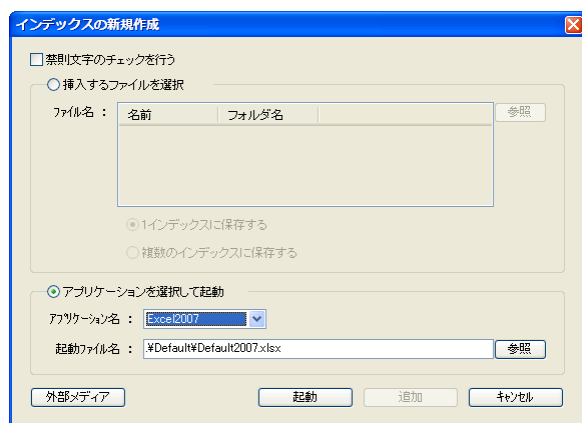 インデックスの新規作成
禁則文字のチェックを行う
挿入するファイルを選択
ファイル名 : 名前 フォルダ名 参照
1インデックスに保存する
複数のインデックスに保存する
アプリケーションを選択して起動
アプリケーション名 : Excel2007
起動ファイル名 : .¥Default¥Default2007.xlsx 参照
外部メディア 起動 追加 キャンセル